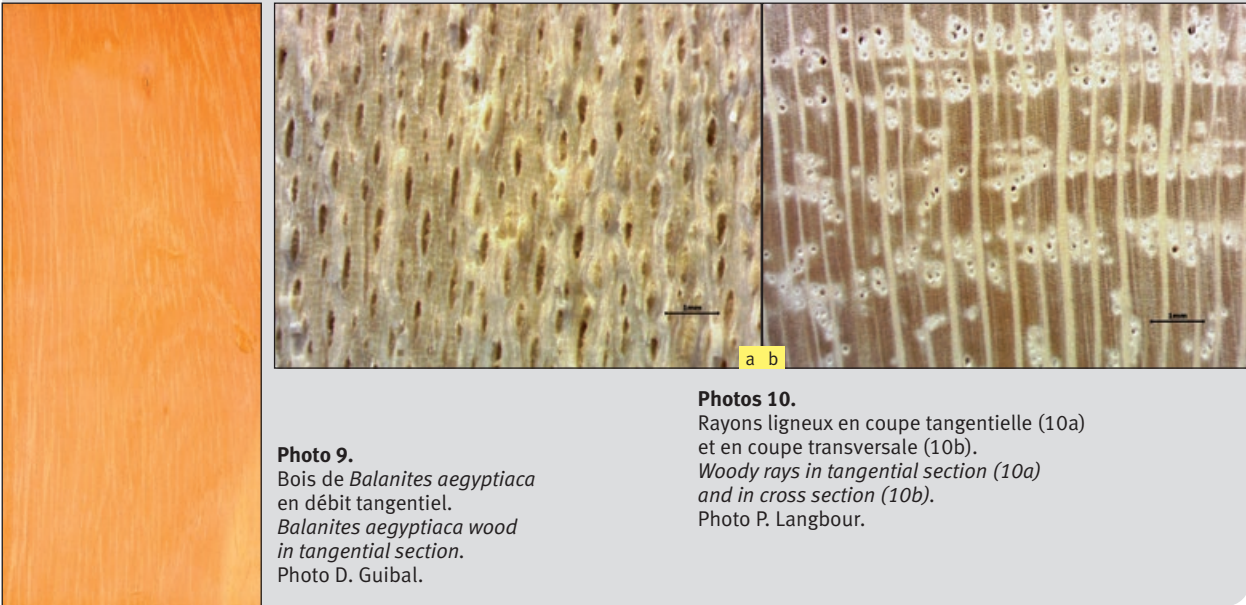 1mm
1mm
a b
Photo 9.
Bois de Balanites aegyptiaca
en débit tangentiel.
Balanites aegyptiaca wood
in tangential section.
Photo D. Guibal.
Photos 10.
Rayons ligneux en coupe tangentielle (10a)
et en coupe transversale (10b).
Woody rays in tangential section (10a)
and in cross section (10b).
Photo P. Langbour.